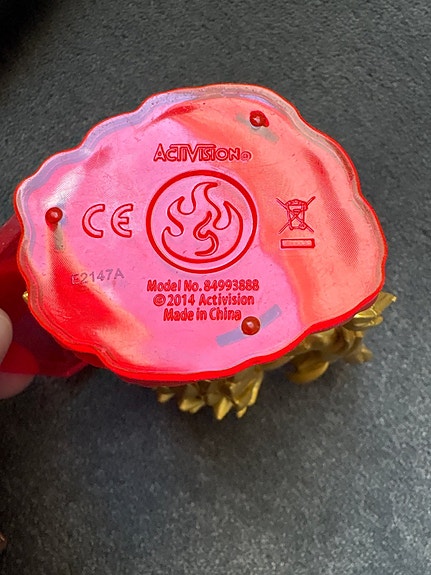 ACTIVISION®
CE
E2147A
Model No. 84993888
© 2014 Activision
Made in China